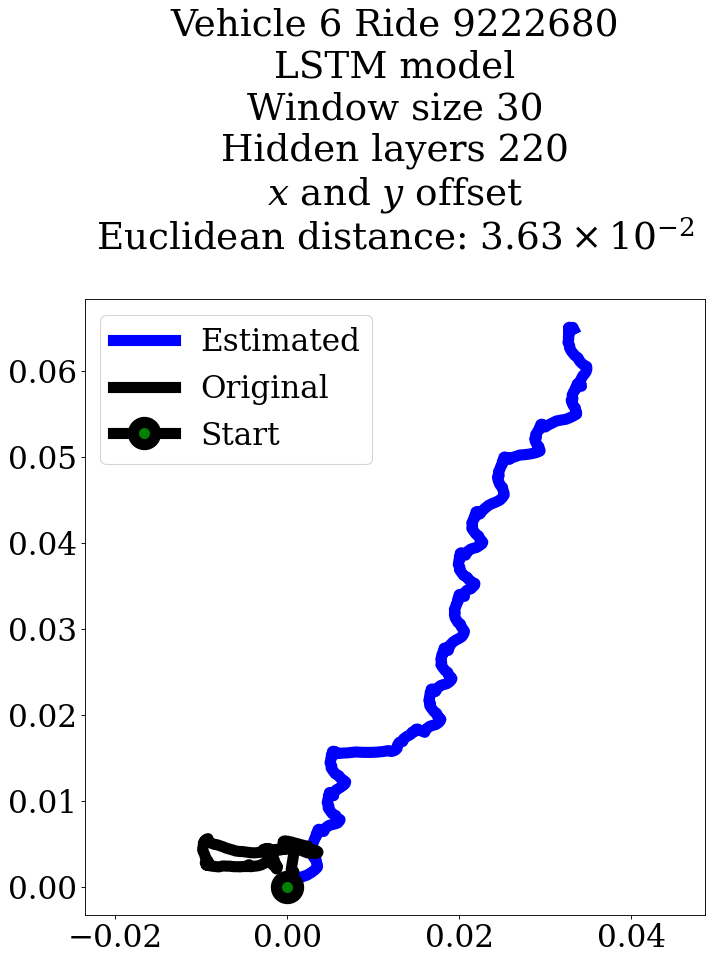 Vehicle 6 Ride 9222680
LSTM model
Window size 30
Hidden layers 220
x and y offset
Euclidean distance: 3.63 × 10⁻²
Estimated
Original
Start
0.06
0.05
0.04
0.03
0.02
0.01
0.00
−0.02 0.00 0.02 0.04